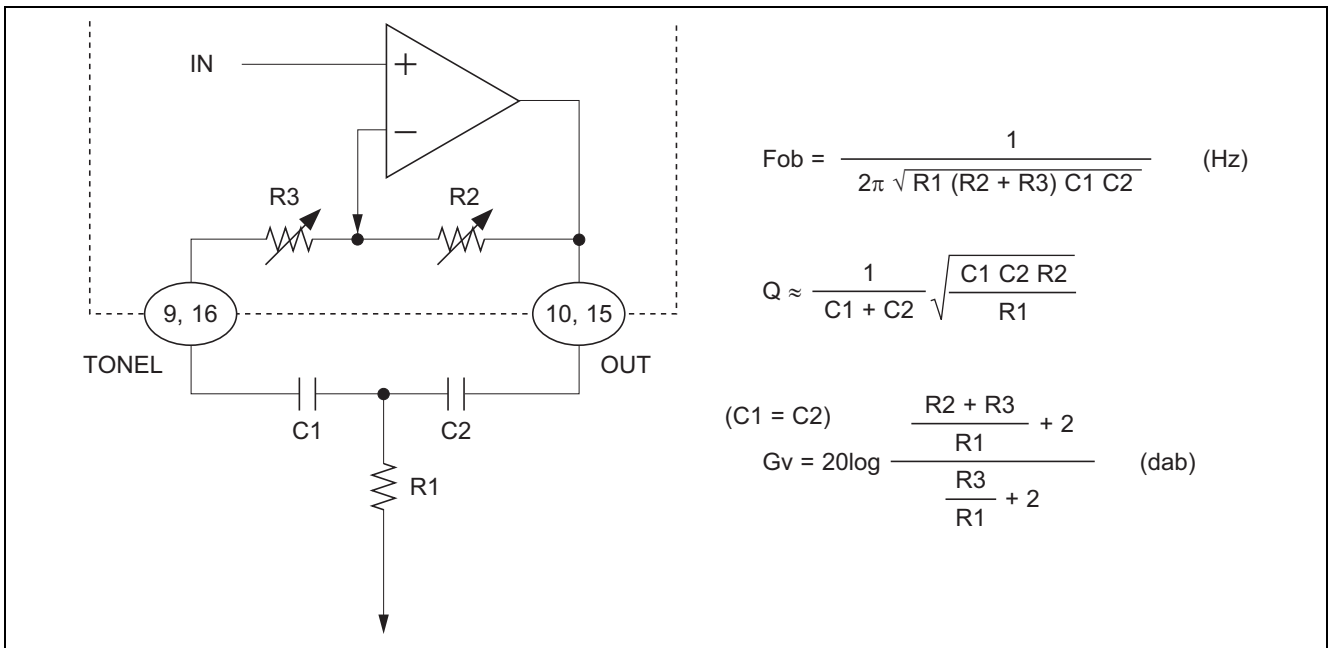 IN
+
−
R3
R2
9, 16
10, 15
TONEL
OUT
C1
C2
R1
Fob = 1 / 2π √ R1 (R2 + R3) C1 C2 (Hz)
Q ≈ 1 / C1 + C2 √ C1 C2 R2 / R1
(C1 = C2)
Gv = 20log R2 + R3 / R1 + 2 / R3 / R1 + 2 (dab)